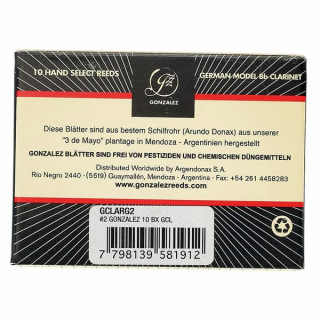 10 HAND SELECT REEDS
GONZALEZ
GERMAN MODEL Bb CLARINET
Diese Blätter sind aus bestem Schilfrohr (Arundo Donax) aus unserer
"3 de Mayo" plantage in Mendoza - Argentinien hergestellt
GONZALEZ BLÄTTER SIND FREI VON PESTIZIDEN UND CHEMISCHEN DÜNGEMITTELN
Distributed Worldwide by Argendonax S.A.
Rio Negro 2440 - (5519) Guaymallén, Mendoza - Argentina - Ph/Fax +54 261 4458283
www.gonzalezreeds.com
GCLARG2
#2 GONZALEZ 10 BX GCL
7 798139 581912